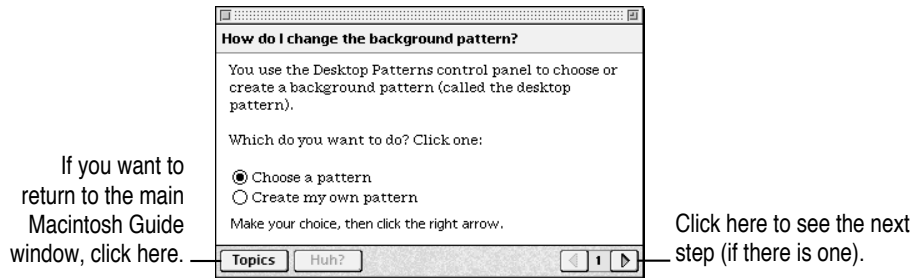 How do I change the background pattern?
You use the Desktop Patterns control panel to choose or
create a background pattern (called the desktop
pattern).
Which do you want to do? Click one:
Choose a pattern
Create my own pattern
Make your choice, then click the right arrow.
Topics Huh? 1
If you want to
return to the main
Macintosh Guide
window, click here.
Click here to see the next
step (if there is one).